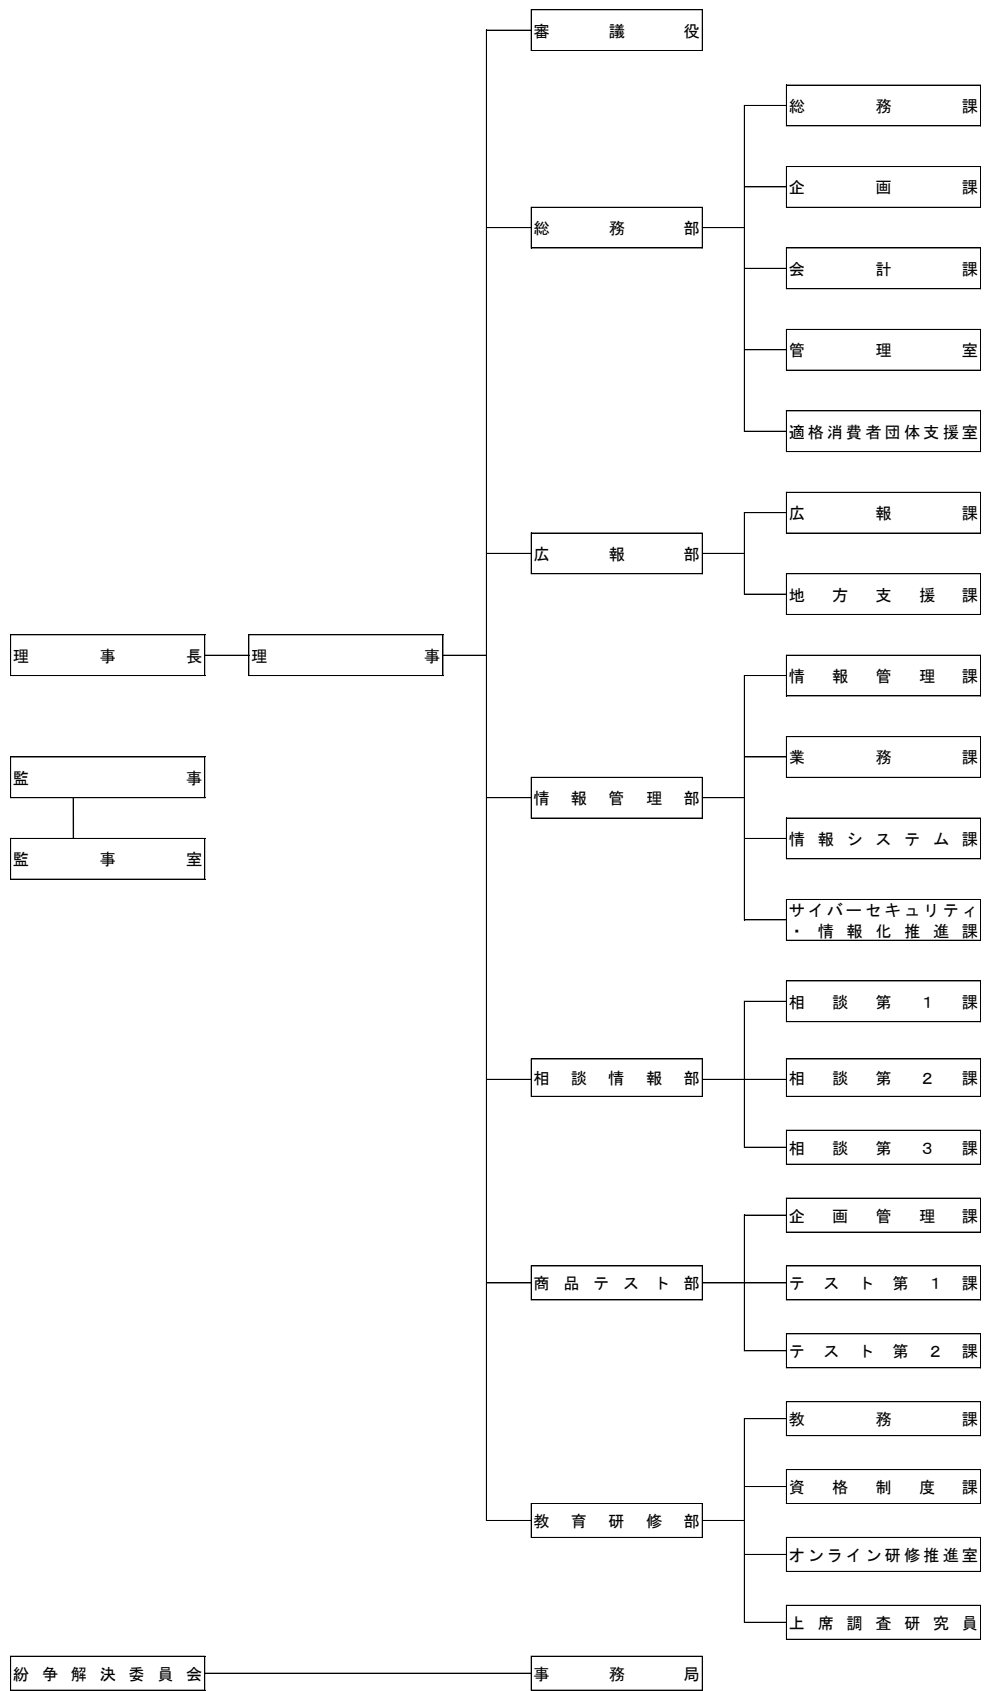 審議役
総務課
企画課
総務部
会計課
管理室
適格消費者団体支援室
広報課
広報部
地方支援課
理事長
理事
情報管理課
業務課
監事
情報管理部
情報システム課
監事室
サイバーセキュリティ
・情報化推進課
相談第1課
相談情報部
相談第2課
相談第3課
企画管理課
商品テスト部
テスト第1課
テスト第2課
教務課
資格制度課
教育研修部
オンライン研修推進室
上席調査研究員
紛争解決委員会
事務局